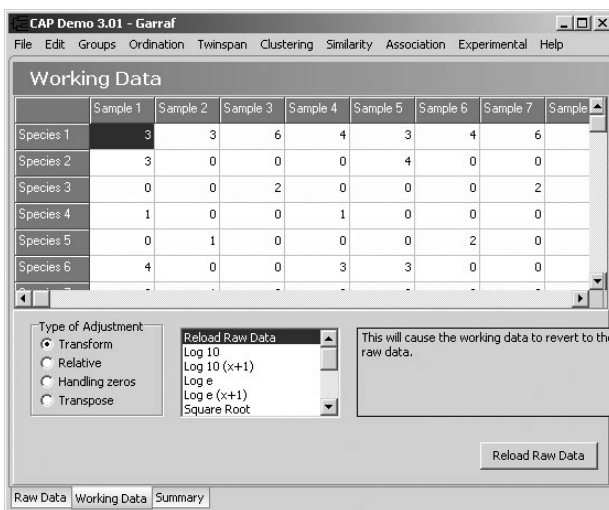 CAP Demo 3.01 - Garraf
File Edit Groups Ordination Twinspan Clustering Similarity Association Experimental Help
Working Data
Sample 1 Sample 2 Sample 3 Sample 4 Sample 5 Sample 6 Sample 7 Sample
Species 1 3 3 6 4 3 4 6
Species 2 3 0 0 0 4 0 0
Species 3 0 0 2 0 0 0 2
Species 4 1 0 0 1 0 0 0
Species 5 0 1 0 0 0 2 0
Species 6 4 0 0 3 3 0 0
Type of Adjustment
Transform
Relative
Handling zeros
Transpose
Reload Raw Data
Log 10
Log 10 (x+1)
Log e
Log e (x+1)
Square Root
This will cause the working data to revert to the
raw data.
Reload Raw Data
Raw Data Working Data Summary